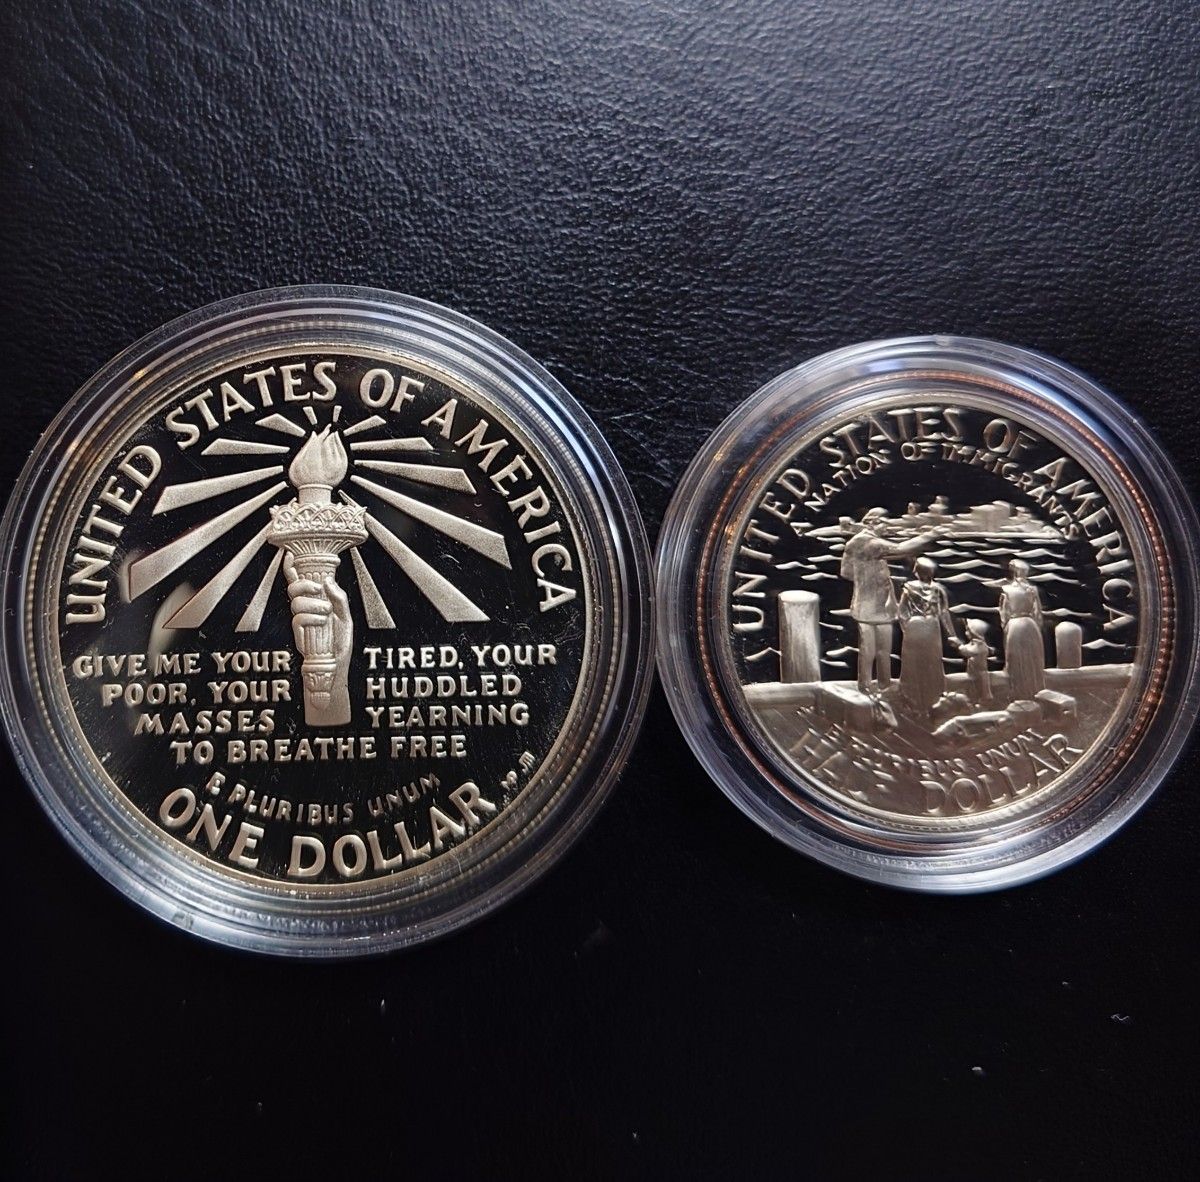 UNITED STATES OF AMERICA
GIVE ME YOUR TIRED, YOUR
POOR, YOUR HUDDLED
MASSES YEARNING
TO BREATHE FREE
E PLURIBUS UNUM
ONE DOLLAR
UNITED STATES OF AMERICA
A NATION OF IMMIGRANTS
PLURIBUS UNUM
DOLLAR